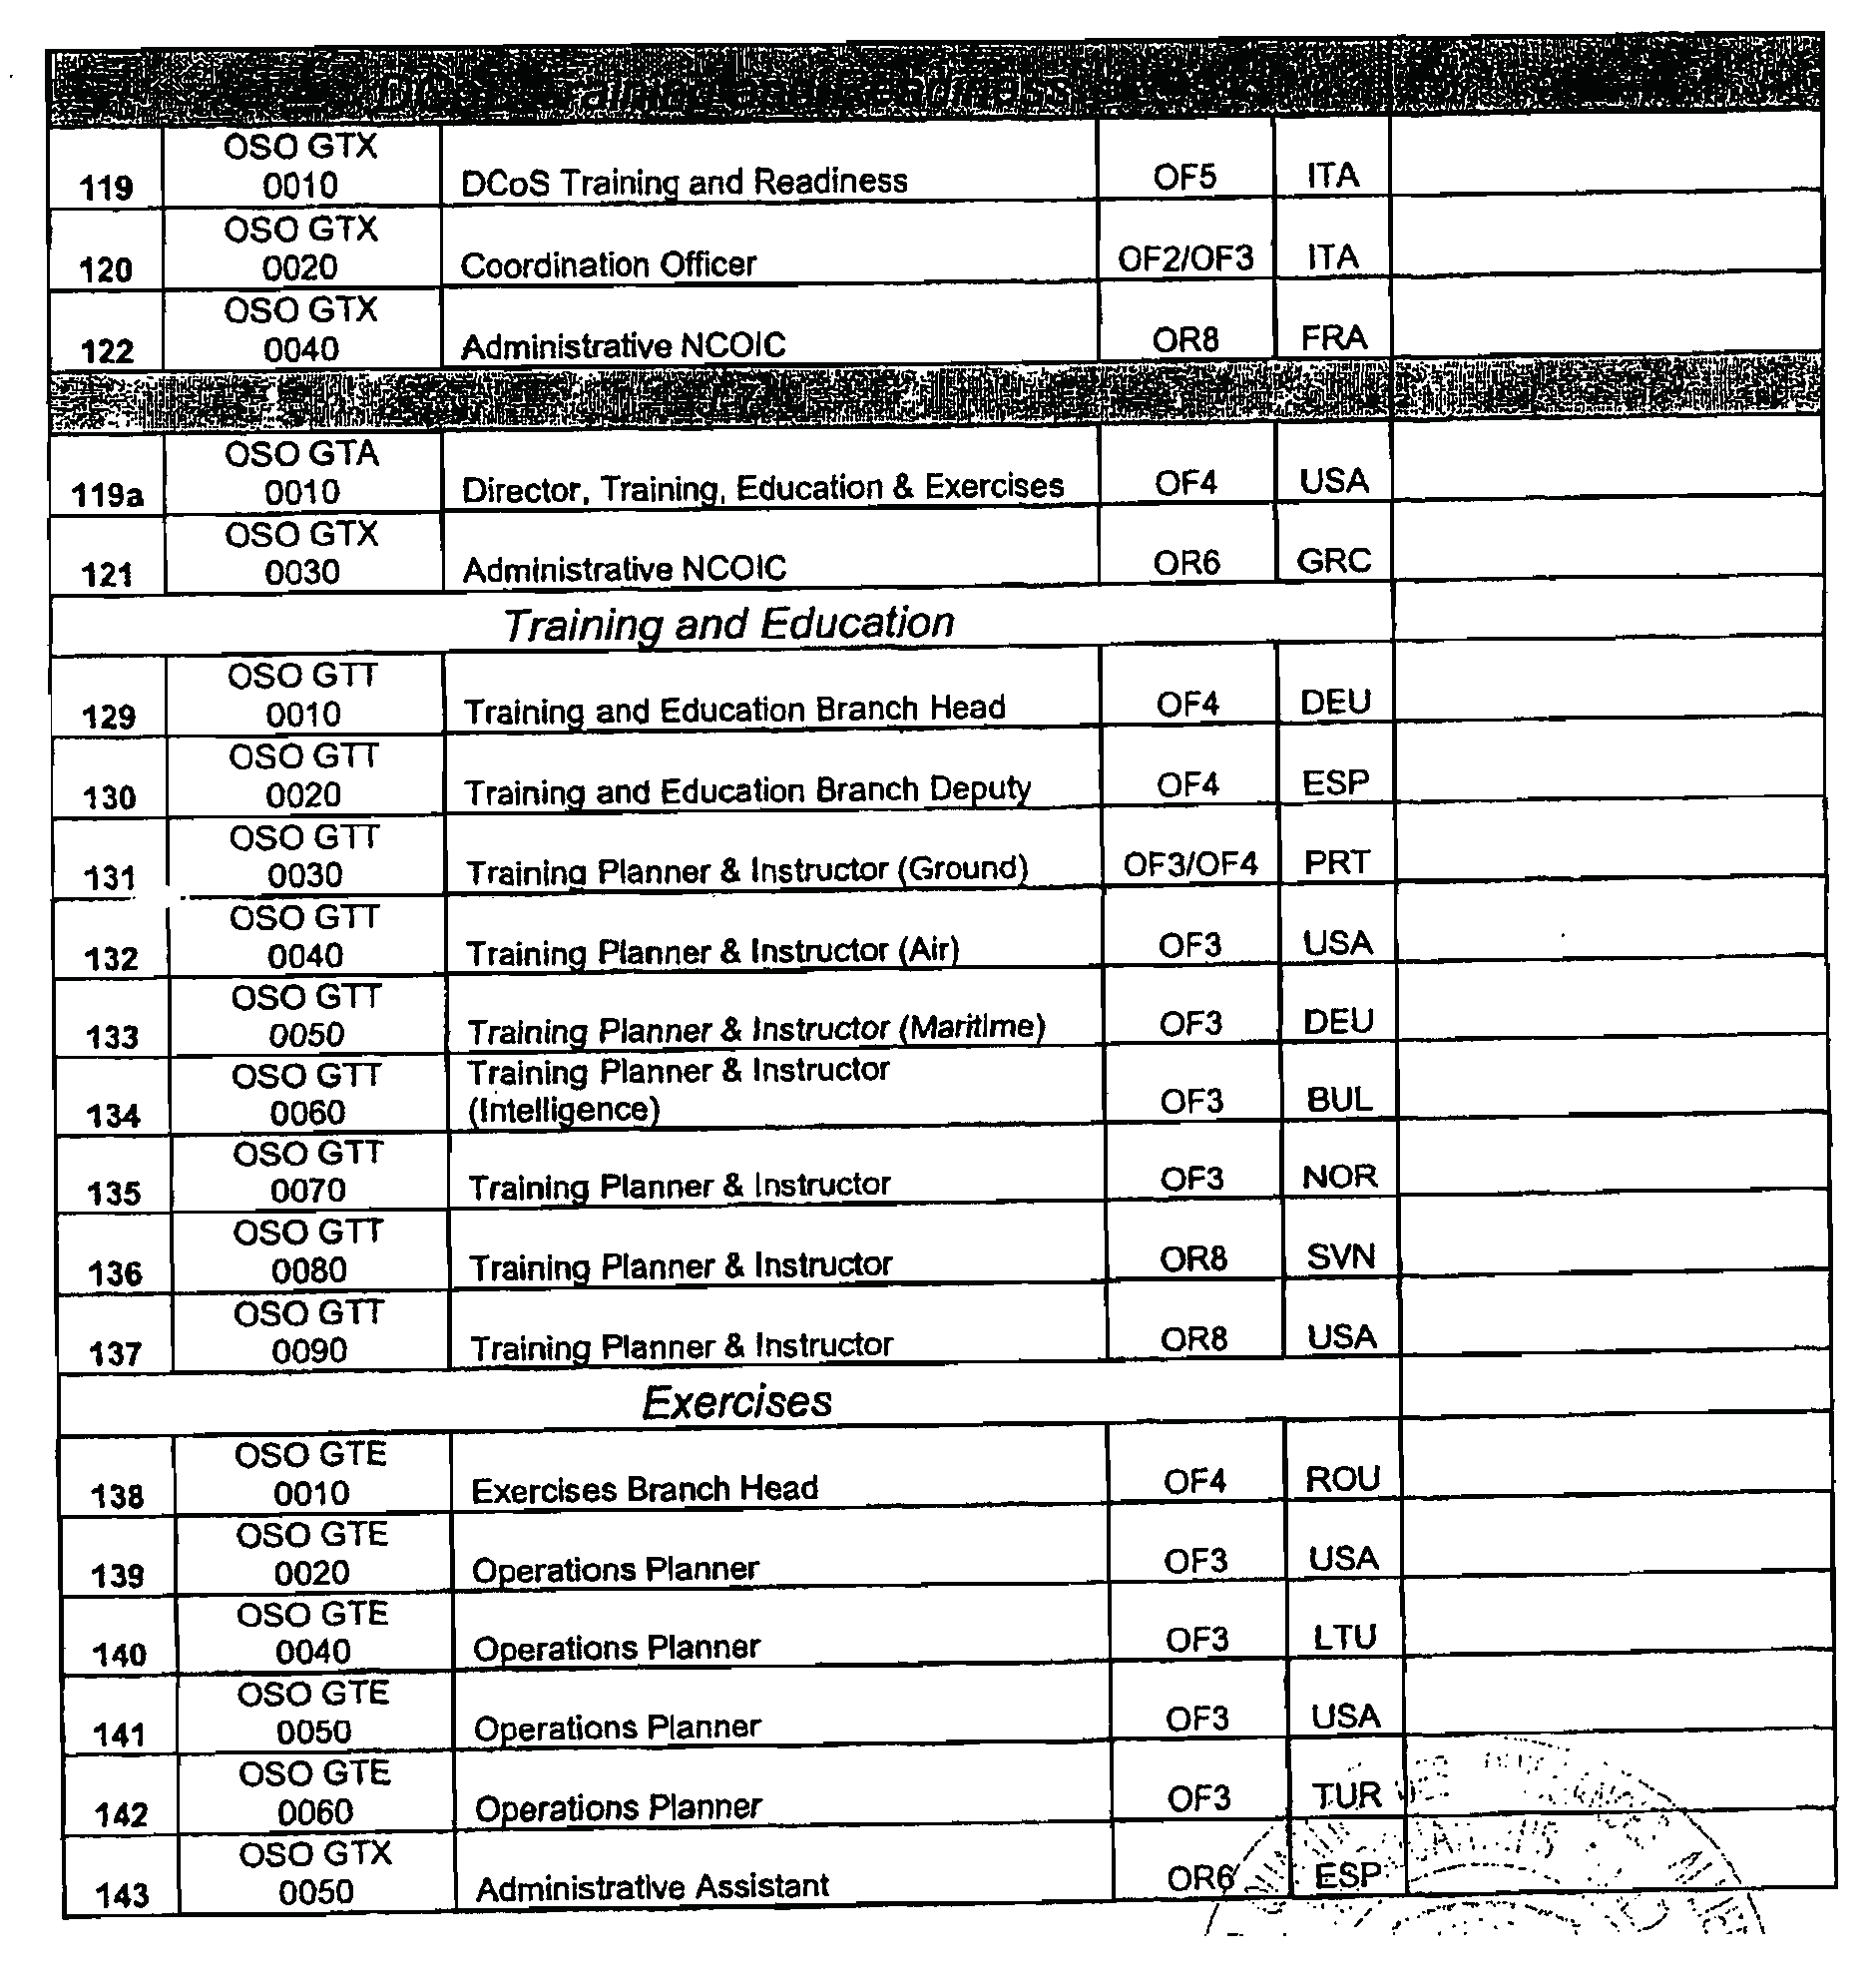 DCoS Training and Readiness
119 OSO GTX 0010 DCoS Training and Readiness OF5 ITA
120 OSO GTX 0020 Coordination Officer OF2/OF3 ITA
122 OSO GTX 0040 Administrative NCOIC OR8 FRA
119a OSO GTA 0010 Director, Training, Education & Exercises OF4 USA
121 OSO GTX 0030 Administrative NCOIC OR6 GRC
Training and Education
129 OSO GTT 0010 Training and Education Branch Head OF4 DEU
130 OSO GTT 0020 Training and Education Branch Deputy OF4 ESP
131 OSO GTT 0030 Training Planner & Instructor (Ground) OF3/OF4 PRT
132 OSO GTT 0040 Training Planner & Instructor (Air) OF3 USA
133 OSO GTT 0050 Training Planner & Instructor (Maritime) OF3 DEU
134 OSO GTT 0060 Training Planner & Instructor (Intelligence) OF3 BUL
135 OSO GTT 0070 Training Planner & Instructor OF3 NOR
136 OSO GTT 0080 Training Planner & Instructor OR8 SVN
137 OSO GTT 0090 Training Planner & Instructor OR8 USA
Exercises
138 OSO GTE 0010 Exercises Branch Head OF4 ROU
139 OSO GTE 0020 Operations Planner OF3 USA
140 OSO GTE 0040 Operations Planner OF3 LTU
141 OSO GTE 0050 Operations Planner OF3 USA
142 OSO GTE 0060 Operations Planner OF3 TUR
143 OSO GTX 0050 Administrative Assistant OR6 ESP